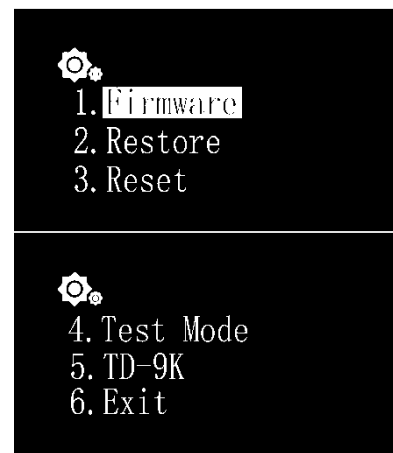 1.Firmware
2.Restore
3.Reset
4.Test Mode
5.TD-9K
6.Exit